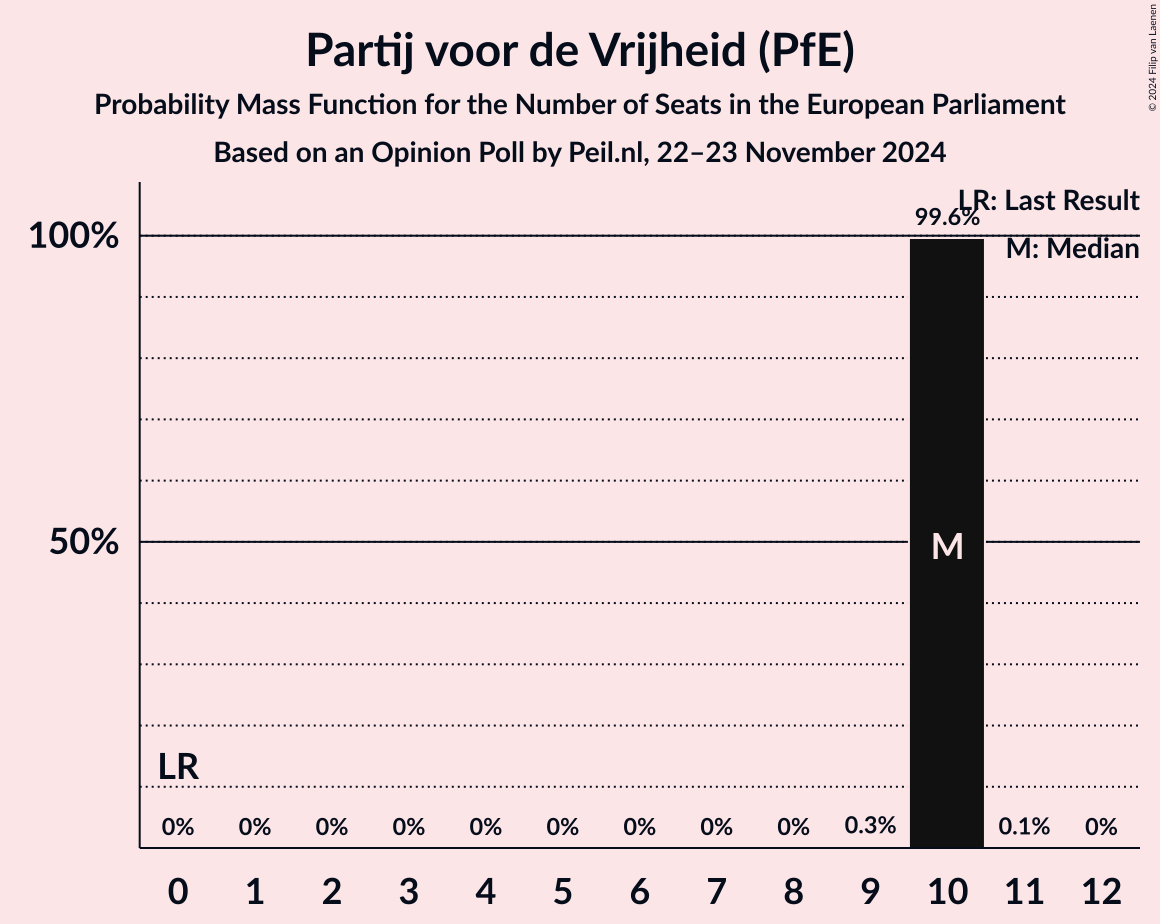 Partij voor de Vrijheid (PfE)
Probability Mass Function for the Number of Seats in the European Parliament
Based on an Opinion Poll by Peil.nl, 22–23 November 2024
© 2024 Filip van Laenen
LR: Last Result
99.6%
100%
M: Median
50%
M
LR
0% 0% 0% 0% 0% 0% 0% 0% 0% 0.3% 0.1% 0%
0 1 2 3 4 5 6 7 8 9 10 11 12